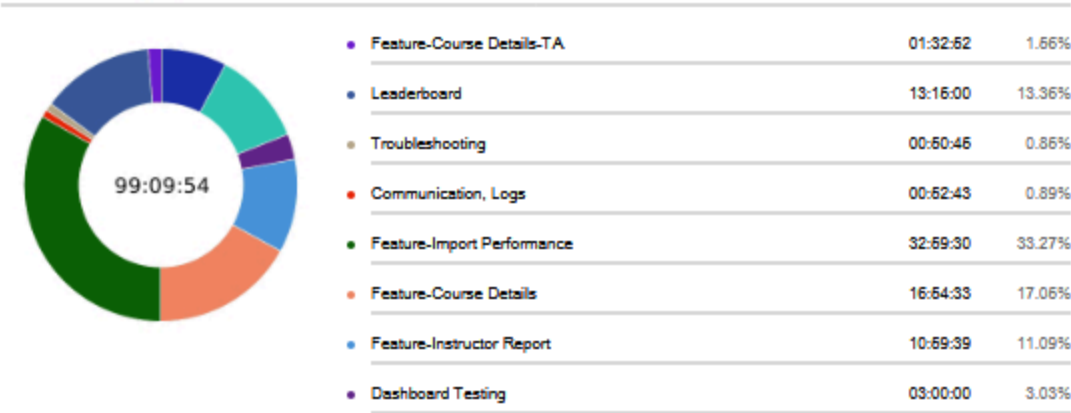 Feature-Course Details-TA 01:32:52 1.56%
Leaderboard 13:15:00 13.36%
Troubleshooting 00:50:45 0.85%
Communication, Logs 00:52:43 0.89%
99:09:54
Feature-Import Performance 32:59:30 33.27%
Feature-Course Details 16:54:33 17.05%
Feature-Instructor Report 10:59:39 11.09%
Dashboard Testing 03:00:00 3.03%